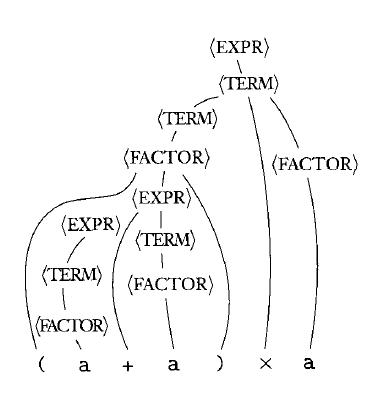 ⟨EXPR⟩
⟨TERM⟩
⟨TERM⟩
⟨FACTOR⟩ ⟨FACTOR⟩
⟨EXPR⟩
⟨EXPR⟩
⟨TERM⟩
⟨TERM⟩
⟨FACTOR⟩
⟨FACTOR⟩
( a + a ) × a